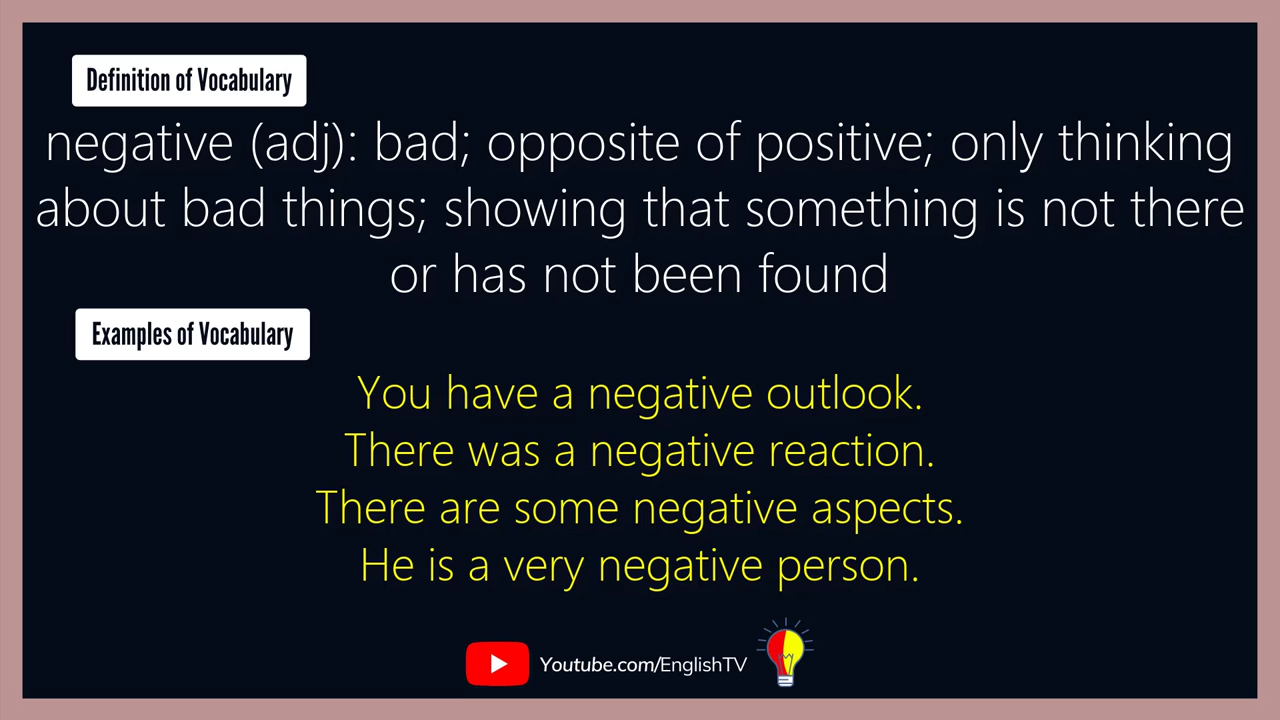 Definition of Vocabulary
negative (adj): bad; opposite of positive; only thinking
about bad things; showing that something is not there
or has not been found
Examples of Vocabulary
You have a negative outlook.
There was a negative reaction.
There are some negative aspects.
He is a very negative person.
Youtube.com/EnglishTV